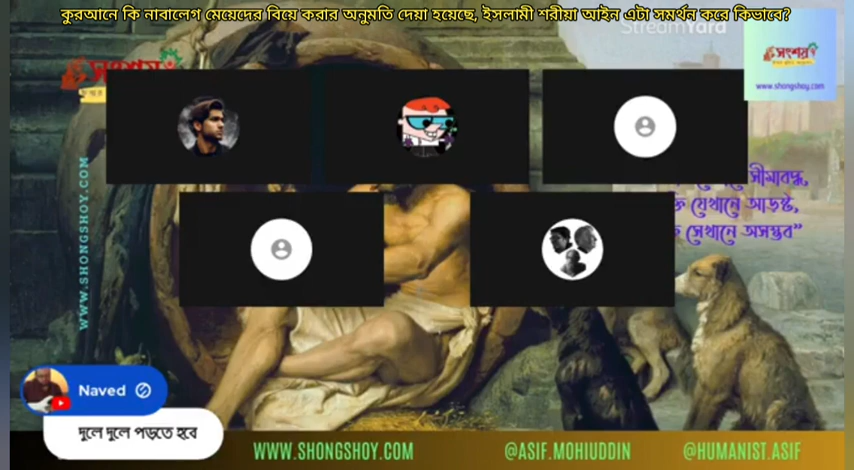 কুরআনে কি নাবালেগ মেয়েদের বিয়ে করার অনুমতি দেয়া হয়েছে, ইসলামী শরীয়া আইন এটা সমর্থন করে কিভাবে?
StreamYard
সংশয়
www.shongshoy.com
সীমাবদ্ধ,
যেখানে আড়ষ্ট,
সেখানে অসম্ভব”
WWW.SHONGSHOY.COM
Naved
দুলে দুলে পড়তে হবে
WWW.SHONGSHOY.COM
@ASIF.MOHIUDDIN
@HUMANIST.ASIF